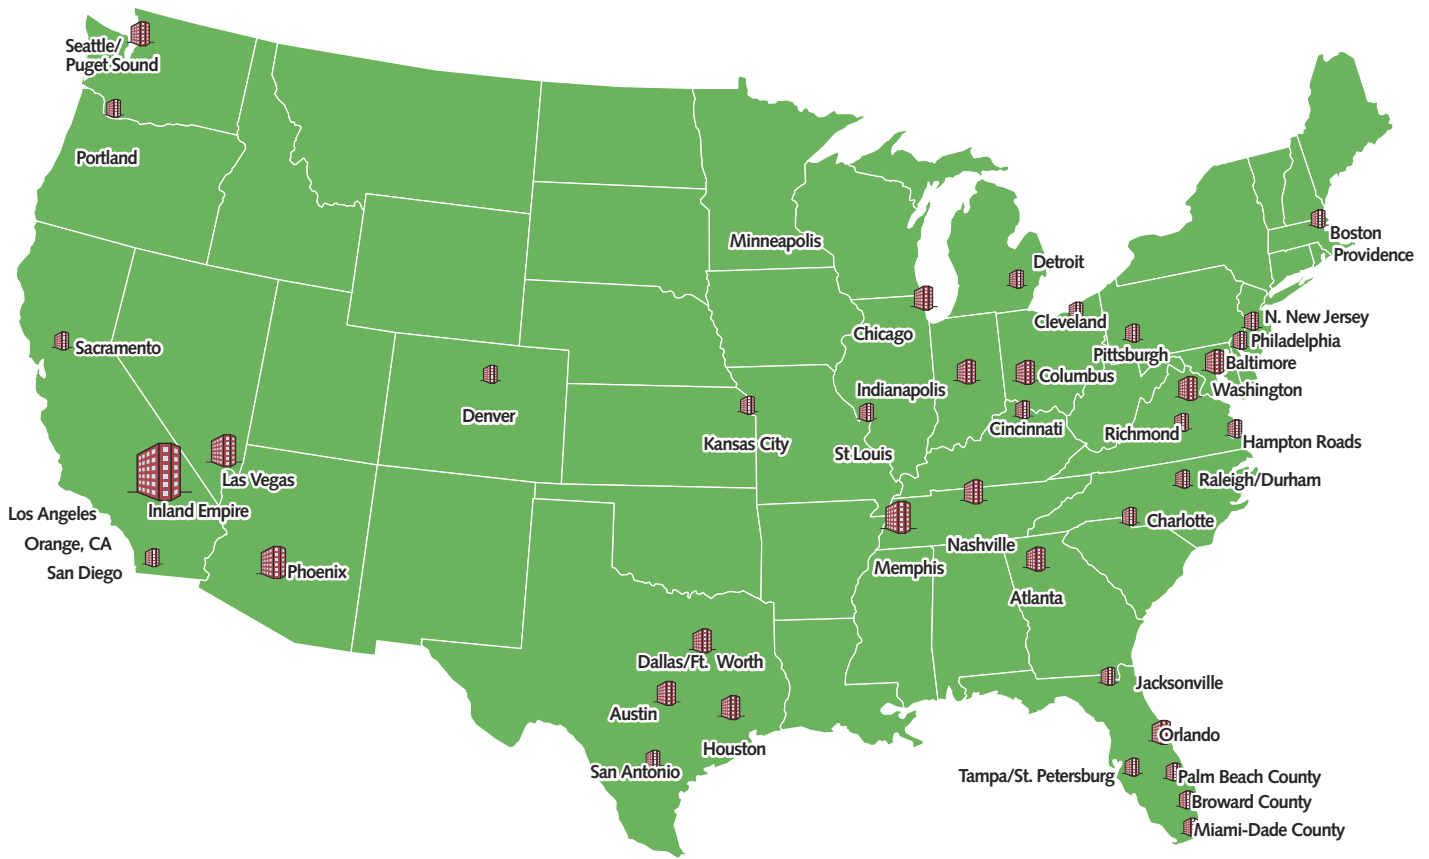 Seattle/
Puget Sound
Portland
Minneapolis
Boston
Providence
Detroit
N. New Jersey
Cleveland
Chicago
Philadelphia
Sacramento
Pittsburgh
Baltimore
Columbus
Indianapolis
Washington
Denver
Cincinnati
Richmond
Kansas City
Hampton Roads
St Louis
Las Vegas
Raleigh/Durham
Inland Empire
Los Angeles
Charlotte
Orange, CA
Nashville
Memphis
San Diego
Phoenix
Atlanta
Dallas/Ft. Worth
Jacksonville
Austin
Orlando
Houston
San Antonio
Tampa/St. Petersburg
Palm Beach County
Broward County
Miami-Dade County